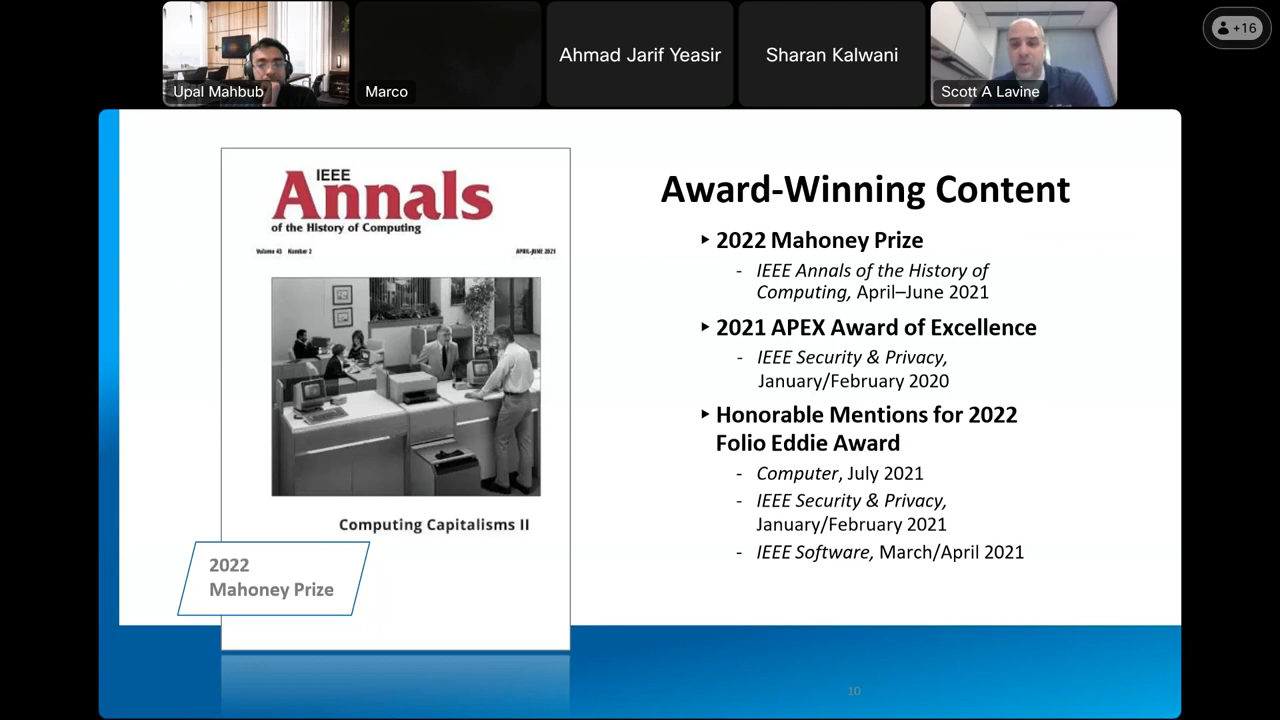 Upal Mahbub
Marco
Ahmad Jarif Yeasir
Sharan Kalwani
Scott A Lavine
+16
IEEE
Annals
of the History of Computing
Volume 43 Number 2
APRIL-JUNE 2021
Computing Capitalisms II
2022
Mahoney Prize
Award-Winning Content
‣ 2022 Mahoney Prize
- IEEE Annals of the History of
Computing, April–June 2021
‣ 2021 APEX Award of Excellence
- IEEE Security & Privacy,
January/February 2020
‣ Honorable Mentions for 2022
Folio Eddie Award
- Computer, July 2021
- IEEE Security & Privacy,
January/February 2021
- IEEE Software, March/April 2021
10